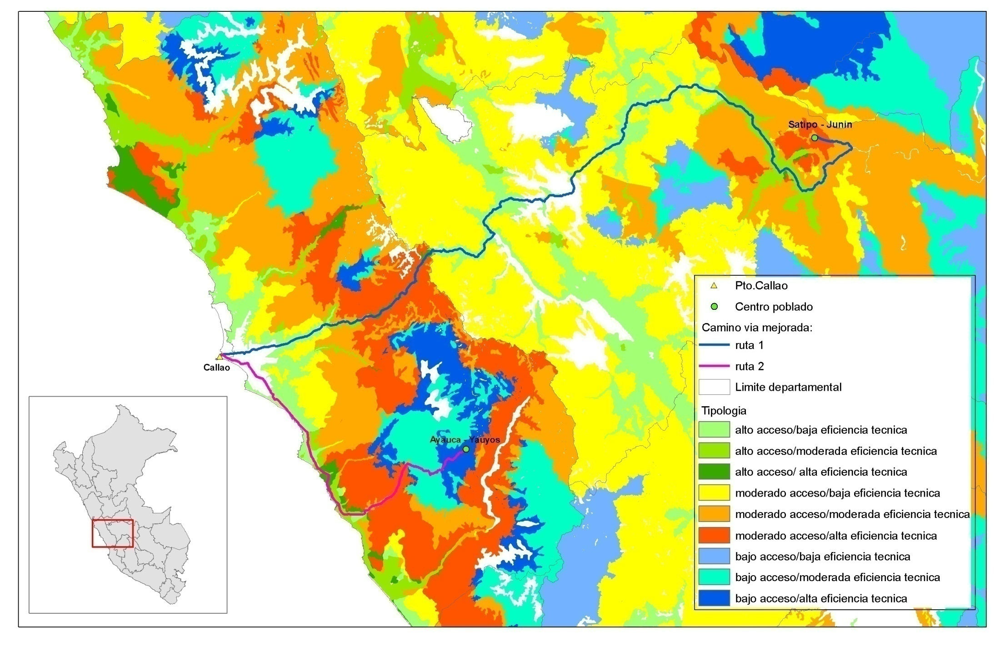 Satipo - Junin
Callao
Ayauca - Yauyos
Pto.Callao
Centro poblado
Camino via mejorada:
ruta 1
ruta 2
Limite departamental
Tipologia
alto acceso/baja eficiencia tecnica
alto acceso/moderada eficiencia tecnica
alto acceso/ alta eficiencia tecnica
moderado acceso/baja eficiencia tecnica
moderado acceso/moderada eficiencia tecnica
moderado acceso/alta eficiencia tecnica
bajo acceso/baja eficiencia tecnica
bajo acceso/moderada eficiencia tecnica
bajo acceso/alta eficiencia tecnica